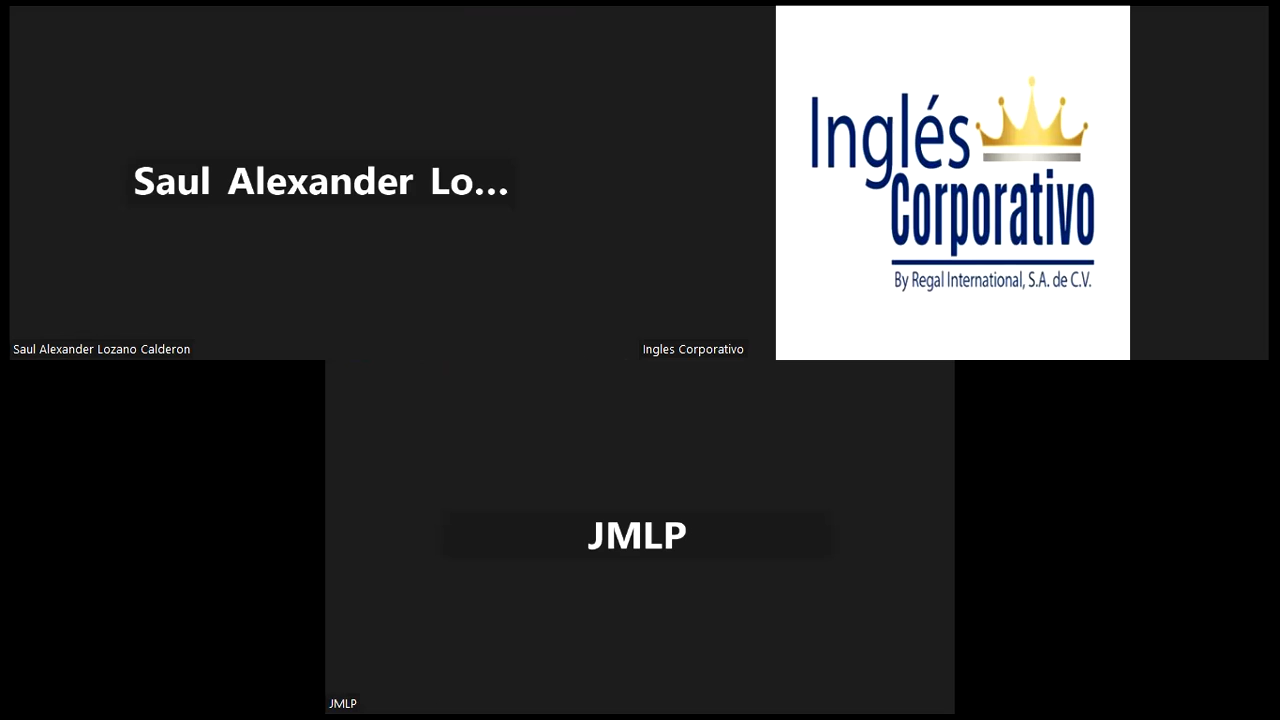 Saul Alexander Lo...
Saul Alexander Lozano Calderon
Inglés
Corporativo
By Regal International, S.A. de C.V.
Ingles Corporativo
JMLP
JMLP